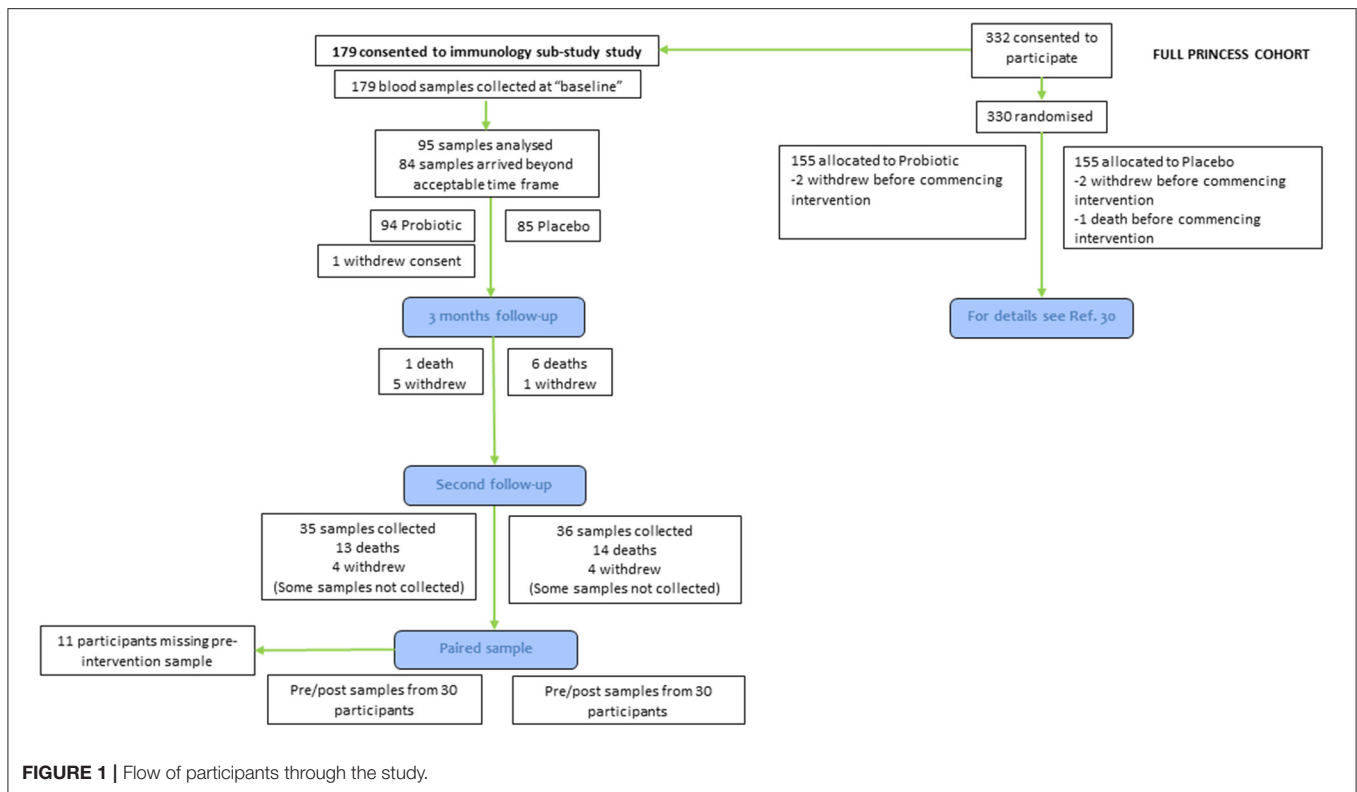 179 consented to immunology sub-study study
332 consented to
participate
FULL PRINCESS COHORT
179 blood samples collected at “baseline”
330 randomised
95 samples analysed
84 samples arrived beyond
acceptable time frame
155 allocated to Probiotic
-2 withdrew before commencing
intervention
155 allocated to Placebo
-2 withdrew before commencing
intervention
-1 death before commencing
intervention
94 Probiotic
85 Placebo
1 withdrew consent
3 months follow-up
For details see Ref. 30
1 death
5 withdrew
6 deaths
1 withdrew
Second follow-up
35 samples collected
13 deaths
4 withdrew
(Some samples not collected)
36 samples collected
14 deaths
4 withdrew
(Some samples not collected)
11 participants missing pre-
intervention sample
Paired sample
Pre/post samples from 30
participants
Pre/post samples from 30
participants
FIGURE 1 | Flow of participants through the study.